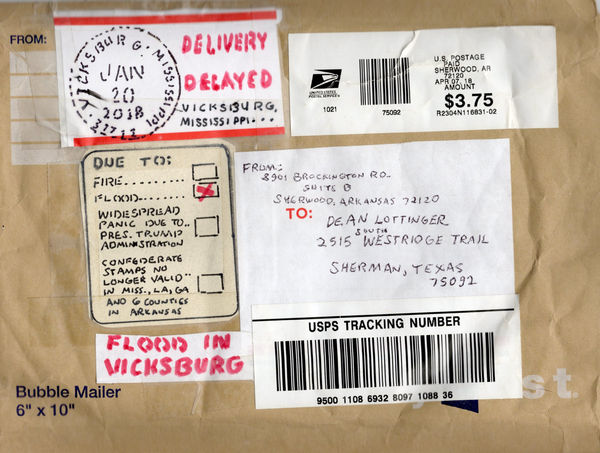 FROM:
VICKSBURG, MISSISSIPPI
JAN
20
2018
DELIVERY
DELAYED
VICKSBURG,
MISSISSIPPI...
UNITED STATES
POSTAL SERVICE
1021
75092
U.S. POSTAGE
PAID
SHERWOOD, AR
72120
APR 07, 18
AMOUNT
$3.75
R2304N116831-02
DUE TO:
FIRE..........
FLOOD........
WIDESPREAD
PANIC DUE TO..
PRES. TRUMP
ADMINISTRATION
CONFEDERATE
STAMPS NO
LONGER VALID..
IN MISS., LA, GA
AND 6 COUNTIES
IN ARKANSAS
FROM:
8901 BROCKINGTON RD..
SUITE B
SHERWOOD, ARKANSAS 72120
TO:
DEAN LOTTINGER
SOUTH
2515 WESTRIDGE TRAIL
SHERMAN, TEXAS
75092
FLOOD IN
VICKSBURG
USPS TRACKING NUMBER
9500 1108 6932 8097 1088 36
Bubble Mailer
6" x 10"